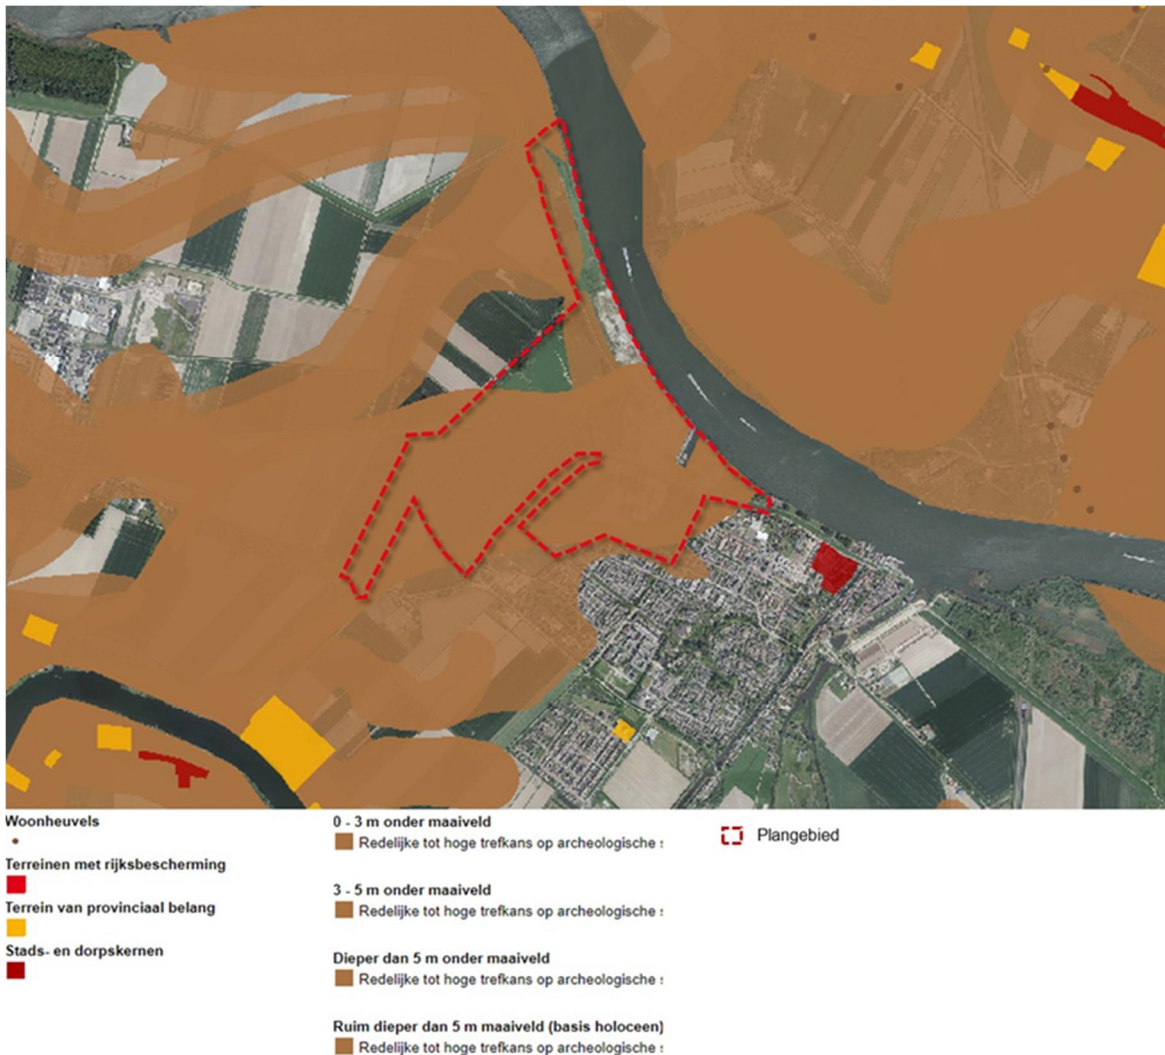 Woonheuvels
Terreinen met rijksbescherming
Terrein van provinciaal belang
Stads- en dorpskernen
0 - 3 m onder maaiveld
Redelijke tot hoge trefkans op archeologische
3 - 5 m onder maaiveld
Redelijke tot hoge trefkans op archeologische
Dieper dan 5 m onder maaiveld
Redelijke tot hoge trefkans op archeologische
Ruim dieper dan 5 m maaiveld (basis holoceen)
Redelijke tot hoge trefkans op archeologische
Plangebied